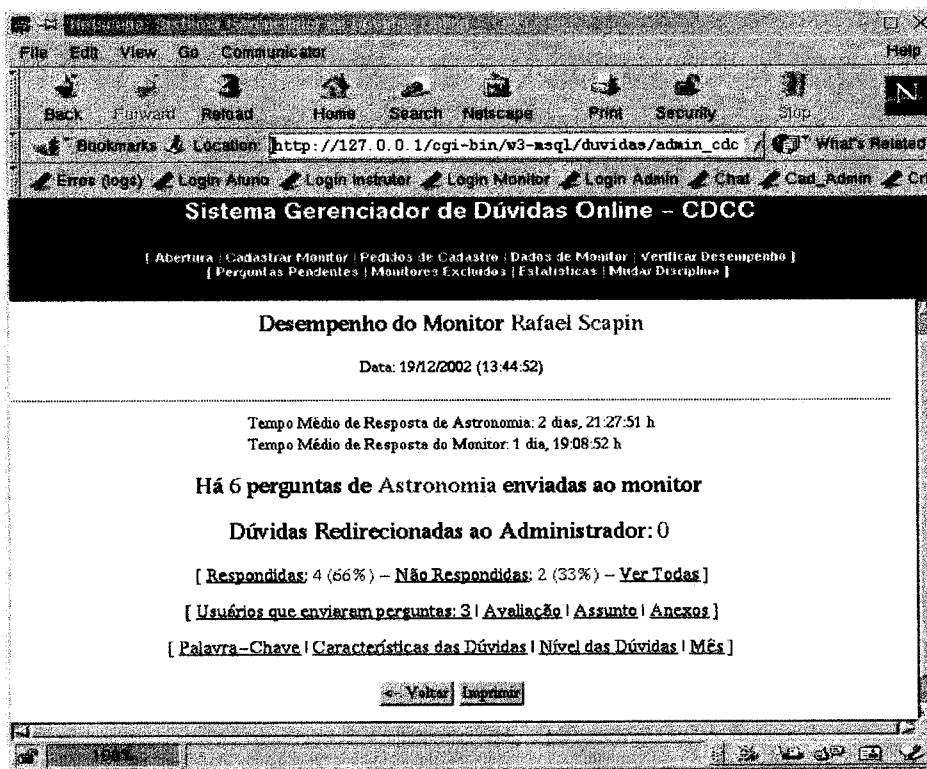 File Edit View Go Communicator Help
Back Forward Reload Home Search Netscape Print Security Stop N
Bookmarks Location: http://127.0.0.1/cgi-bin/w3-msql/duvidas/admin_cdc What's Related
Erros (logs) Login Aluno Login Instrutor Login Monitor Login Admin Chat Cad_Admin Cri
Sistema Gerenciador de Dúvidas Online – CDCC
[ Abertura | Cadastrar Monitor | Pedidos de Cadastro | Dados de Monitor | Verificar Desempenho ]
[ Perguntas Pendentes | Monitores Excluidos | Estatísticas | Mudar Disciplina ]
Desempenho do Monitor Rafael Scapin
Data: 19/12/2002 (13:44:52)
Tempo Médio de Resposta de Astronomia: 2 dias, 21:27:51 h
Tempo Médio de Resposta do Monitor: 1 dia, 19:08:52 h
Há 6 perguntas de Astronomia enviadas ao monitor
Dúvidas Redirecionadas ao Administrador: 0
[ Respondidas: 4 (66%) – Não Respondidas: 2 (33%) – Ver Todas ]
[ Usuários que enviaram perguntas: 3 | Avaliação | Assunto | Anexos ]
[ Palavra-Chave | Características das Dúvidas | Nível das Dúvidas | Mês ]
<- Voltar Imprimir
100%